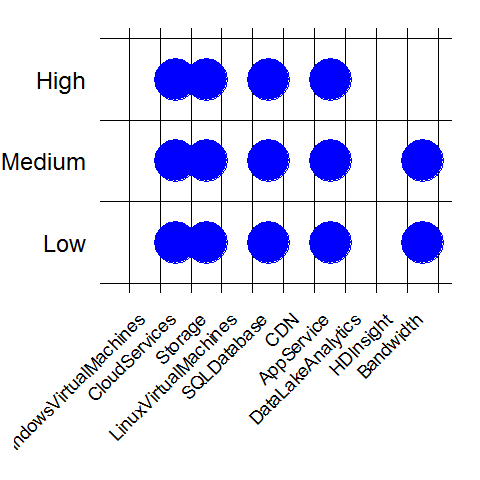 High
Medium
Low
ndowsVirtualMachines
CloudServices
Storage
LinuxVirtualMachines
SQLDatabase
CDN
AppService
DataLakeAnalytics
HDInsight
Bandwidth